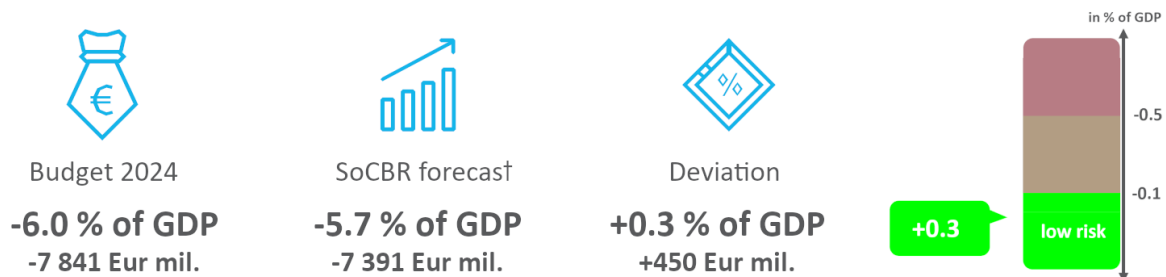 in % of GDP
€
%
-0.5
Budget 2024
SoCBR forecast†
Deviation
-0.1
-6.0 % of GDP
-5.7 % of GDP
+0.3 % of GDP
+0.3
low risk
-7 841 Eur mil.
-7 391 Eur mil.
+450 Eur mil.